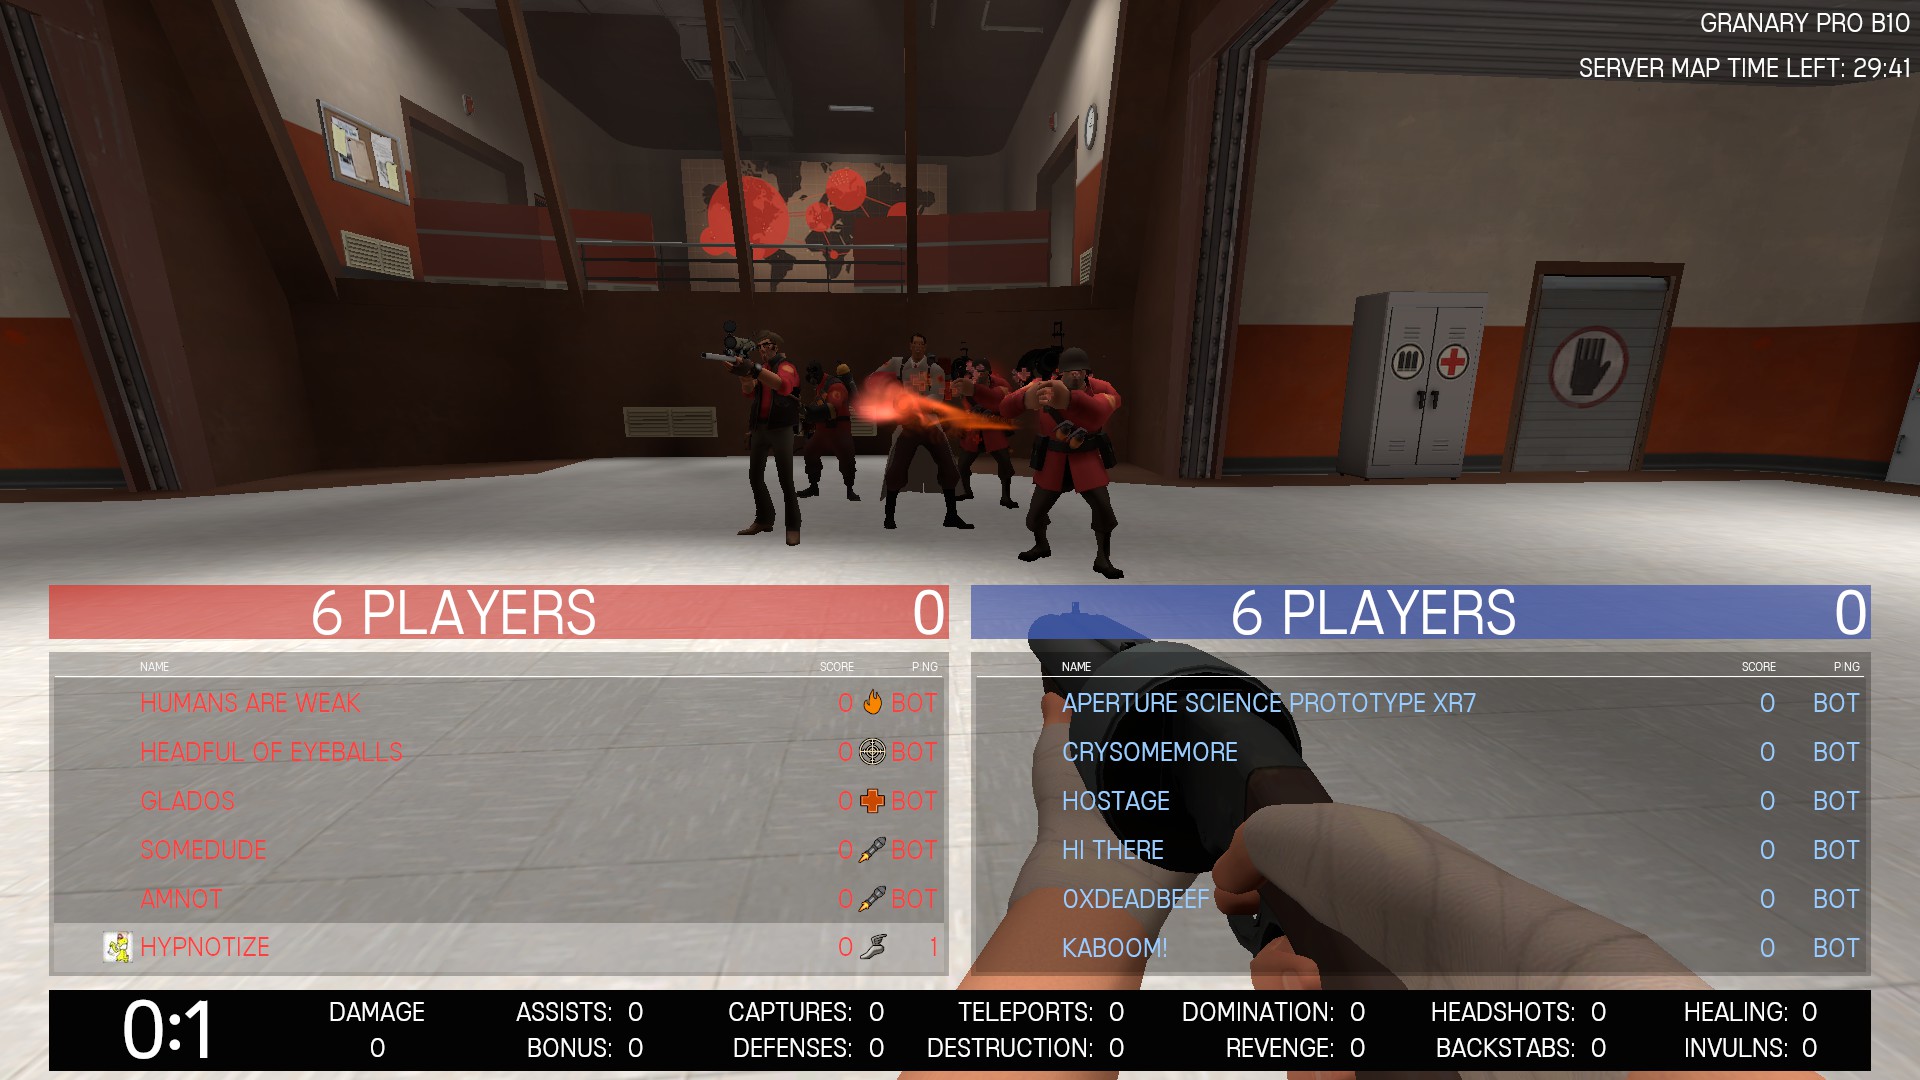 GRANARY PRO B10
SERVER MAP TIME LEFT: 29:41
6 PLAYERS 0
NAME SCORE PING
HUMANS ARE WEAK 0 BOT
HEADFUL OF EYEBALLS 0 BOT
GLADOS 0 BOT
SOMEDUDE 0 BOT
AMNOT 0 BOT
HYPNOTIZE 0 1
6 PLAYERS 0
NAME SCORE PING
APERTURE SCIENCE PROTOTYPE XR7 0 BOT
CRYSOMEMORE 0 BOT
HOSTAGE 0 BOT
HI THERE 0 BOT
0XDEADBEEF 0 BOT
KABOOM! 0 BOT
0:1 DAMAGE ASSISTS: 0 CAPTURES: 0 TELEPORTS: 0 DOMINATION: 0 HEADSHOTS: 0 HEALING: 0
0 BONUS: 0 DEFENSES: 0 DESTRUCTION: 0 REVENGE: 0 BACKSTABS: 0 INVULNS: 0